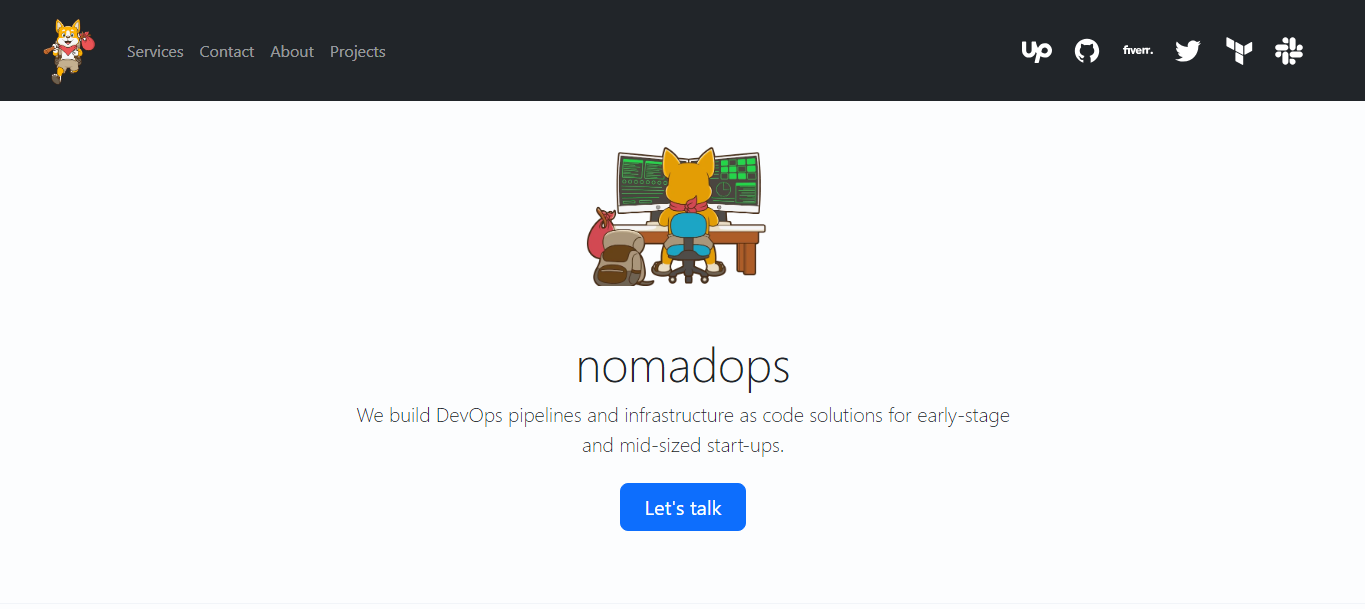 Services Contact About Projects
up
fiverr.
nomadops
We build DevOps pipelines and infrastructure as code solutions for early-stage
and mid-sized start-ups.
Let's talk